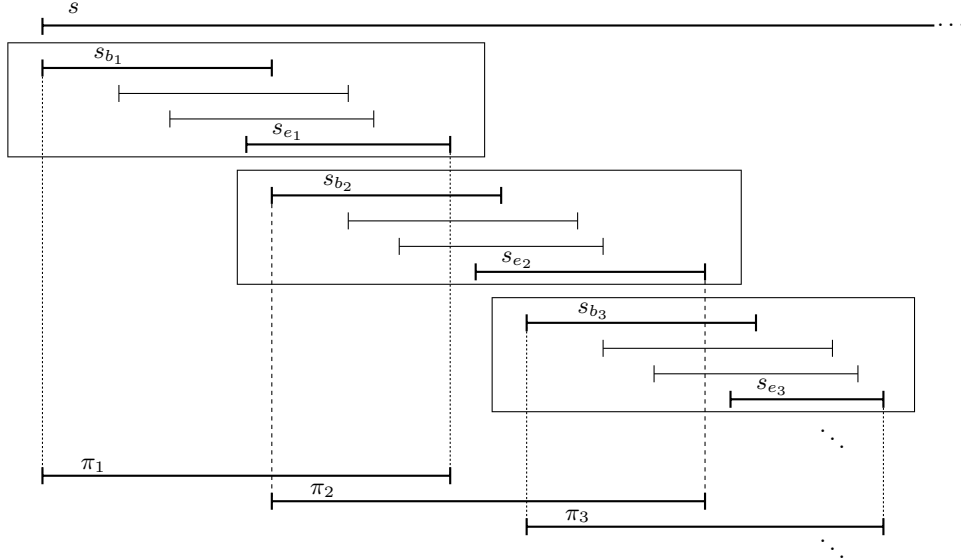 s
⋯
s_{b_1}
s_{e_1}
s_{b_2}
s_{e_2}
s_{b_3}
s_{e_3}
⋱
π_1
π_2
π_3
⋱